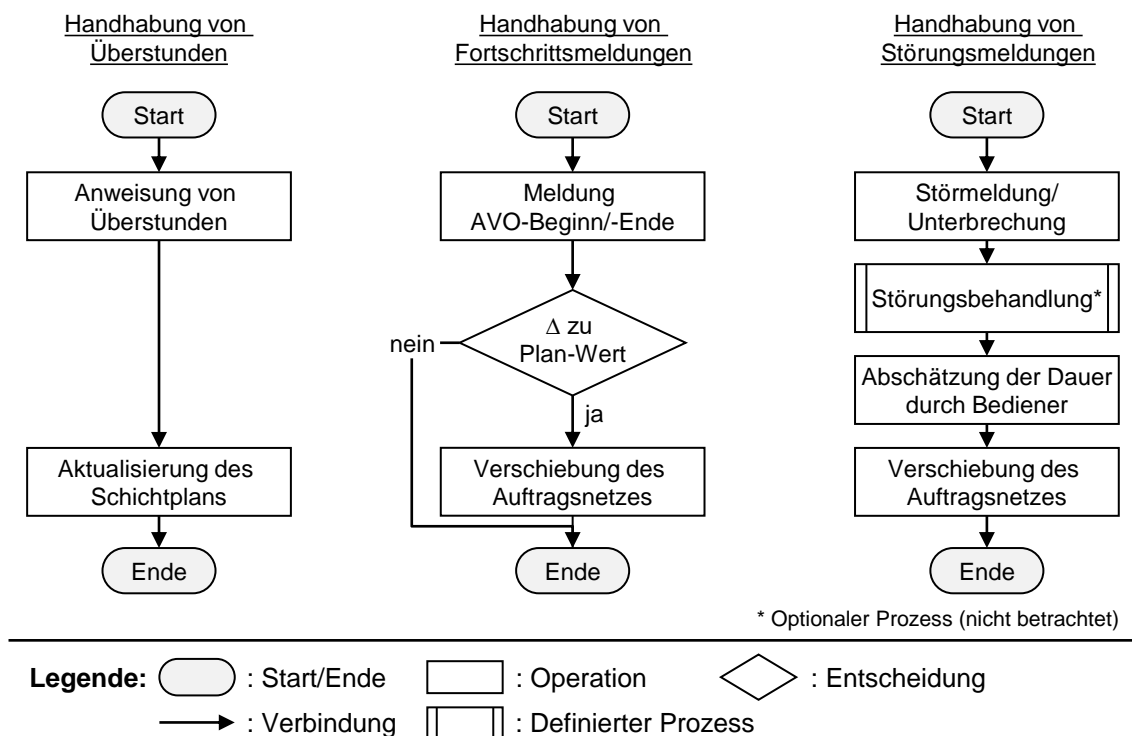 Handhabung von
Überstunden
Start
Anweisung von
Überstunden
Aktualisierung des
Schichtplans
Ende
Handhabung von
Fortschrittsmeldungen
Start
Meldung
AVO-Beginn/-Ende
Δ zu
Plan-Wert
nein
ja
Verschiebung des
Auftragsnetzes
Ende
Handhabung von
Störungsmeldungen
Start
Störmeldung/
Unterbrechung
Störungsbehandlung*
Abschätzung der Dauer
durch Bediener
Verschiebung des
Auftragsnetzes
Ende
* Optionaler Prozess (nicht betrachtet)
Legende:
: Start/Ende
: Operation
: Entscheidung
: Verbindung
: Definierter Prozess